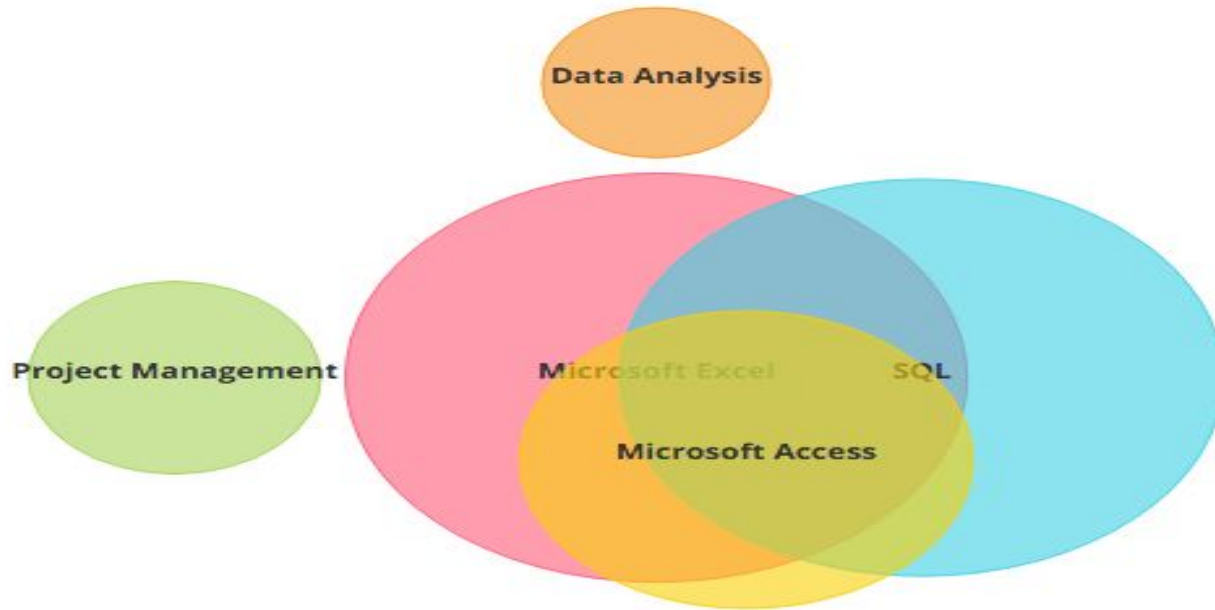 Data Analysis
Project Management
Microsoft Excel
SQL
Microsoft Access